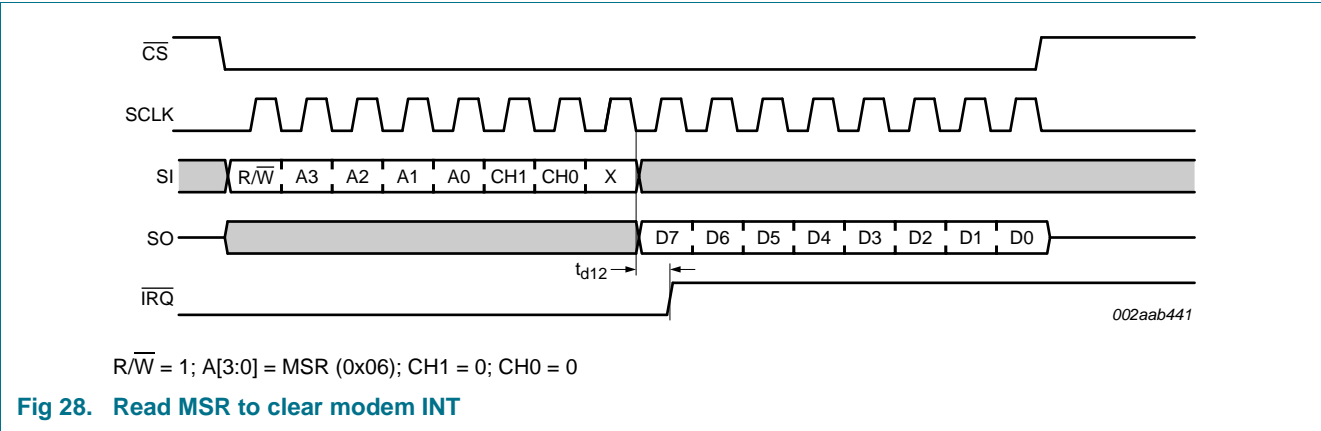 CS
SCLK
SI R/W A3 A2 A1 A0 CH1 CH0 X
SO D7 D6 D5 D4 D3 D2 D1 D0
td12
IRQ
002aab441
R/W = 1; A[3:0] = MSR (0x06); CH1 = 0; CH0 = 0
Fig 28. Read MSR to clear modem INT